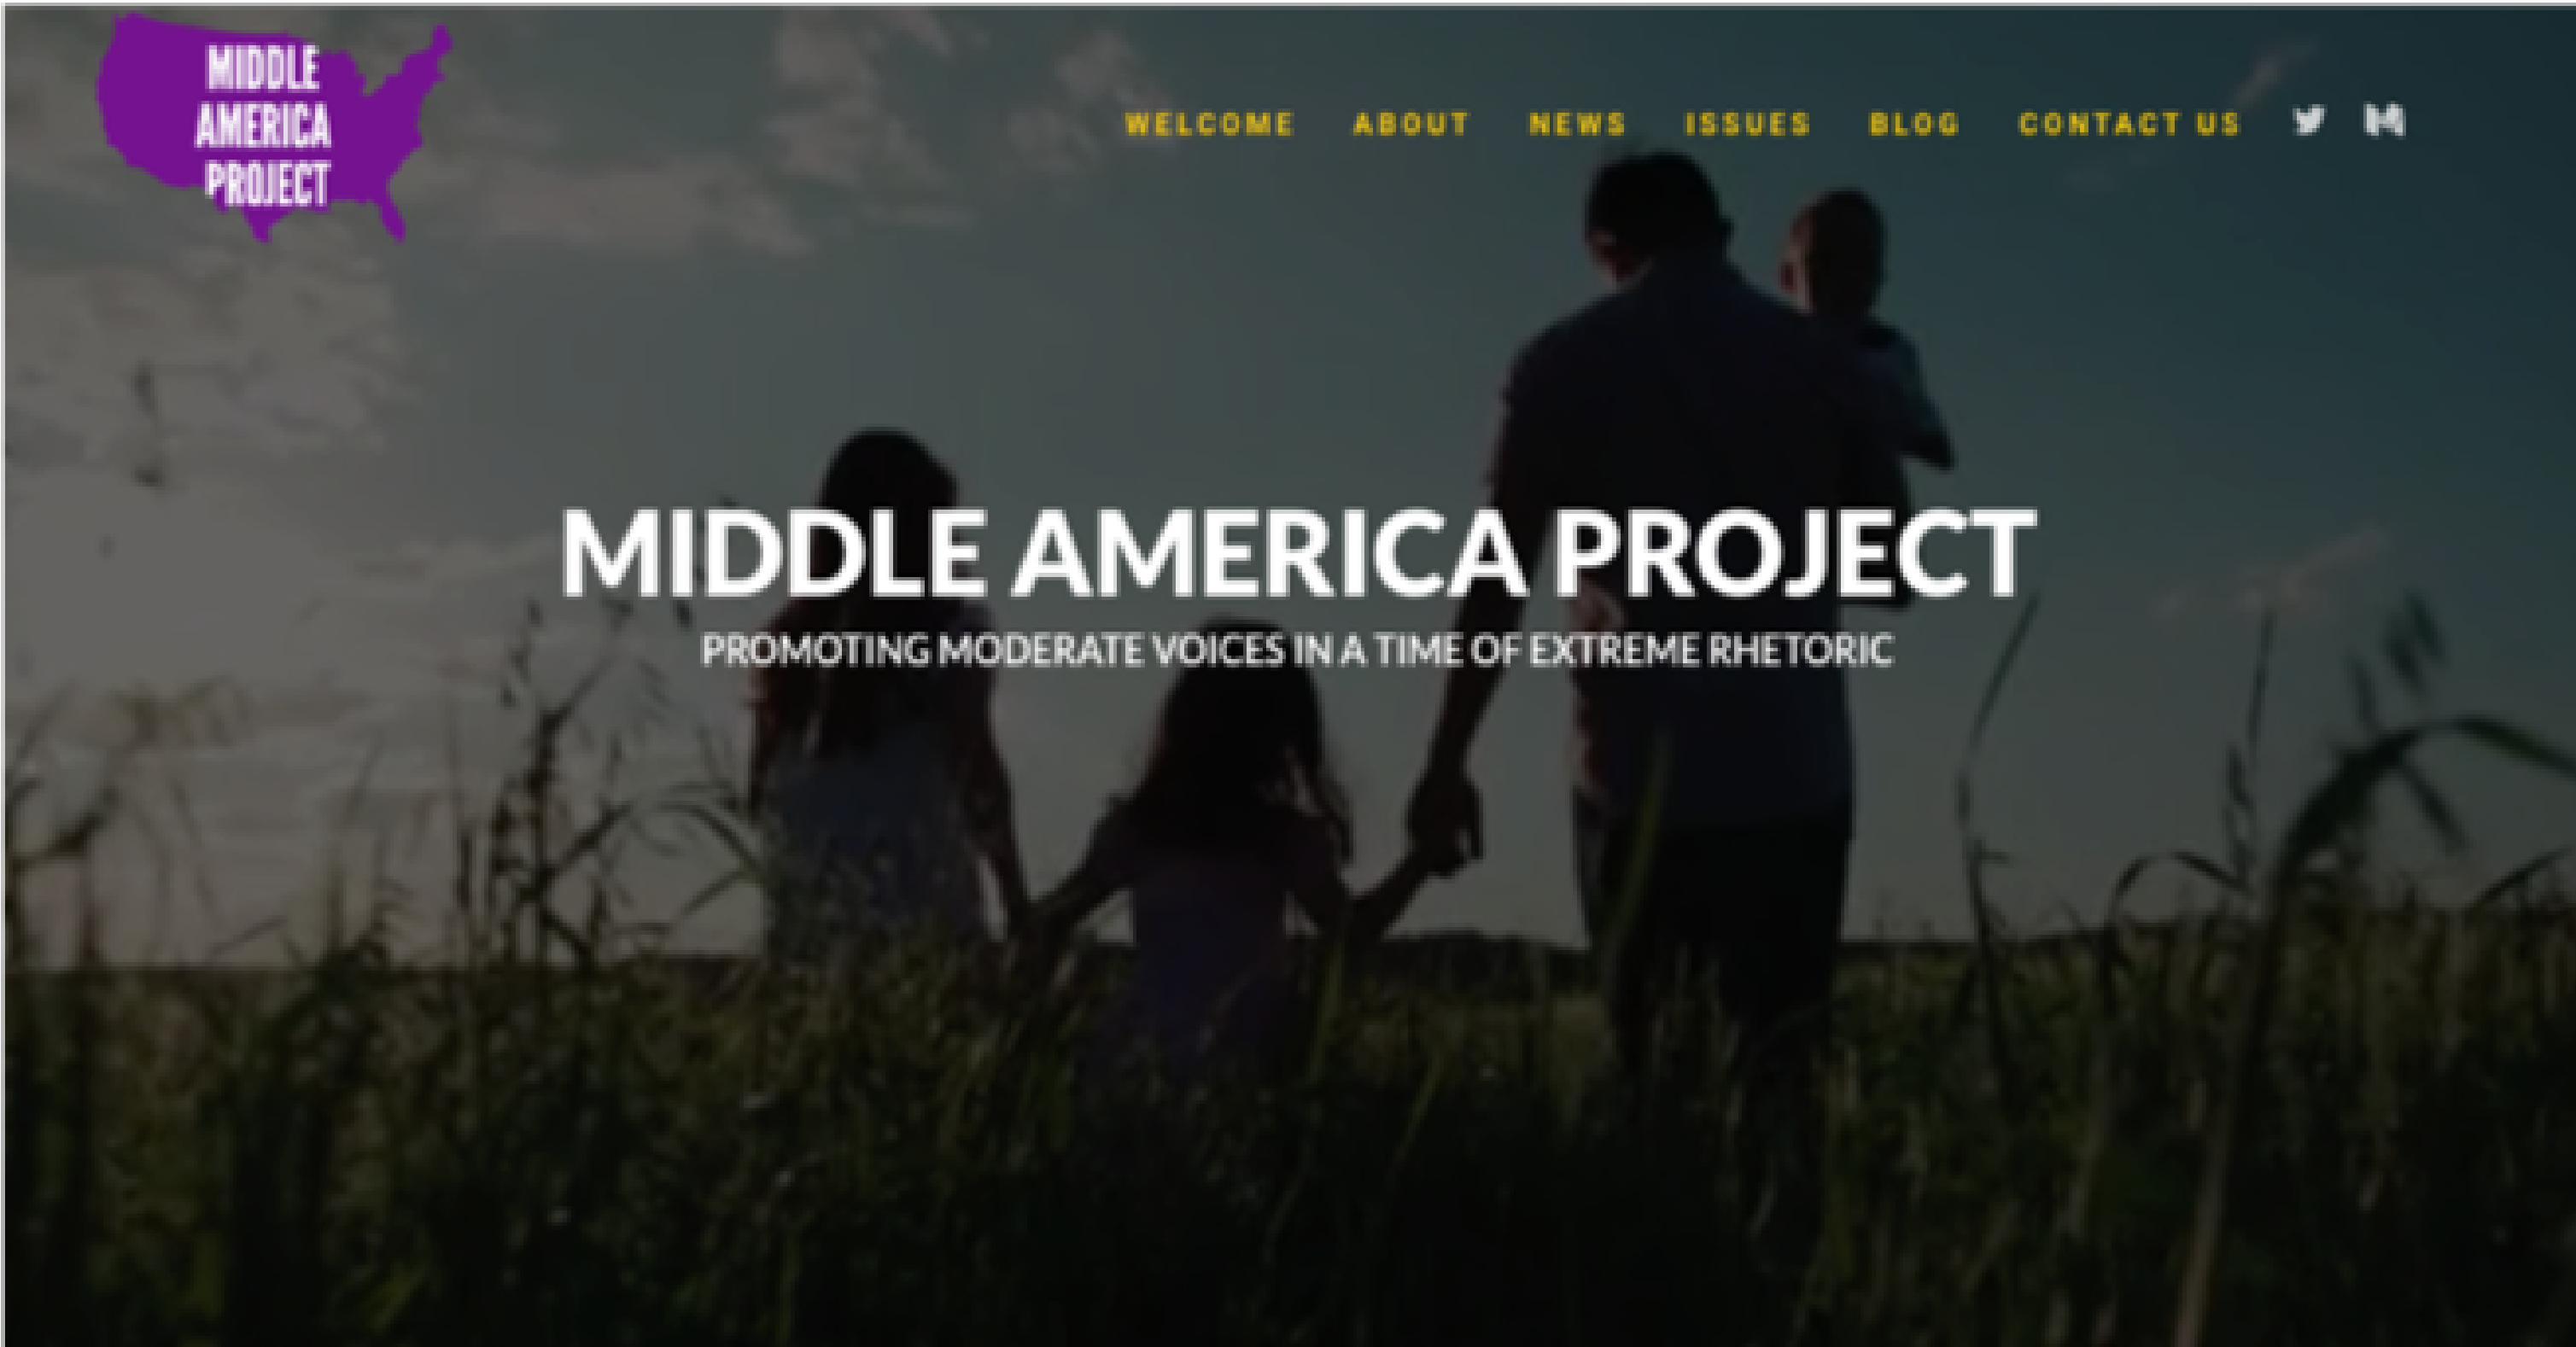 MIDDLE
AMERICA
PROJECT
WELCOME ABOUT NEWS ISSUES BLOG CONTACT US
MIDDLE AMERICA PROJECT
PROMOTING MODERATE VOICES IN A TIME OF EXTREME RHETORIC